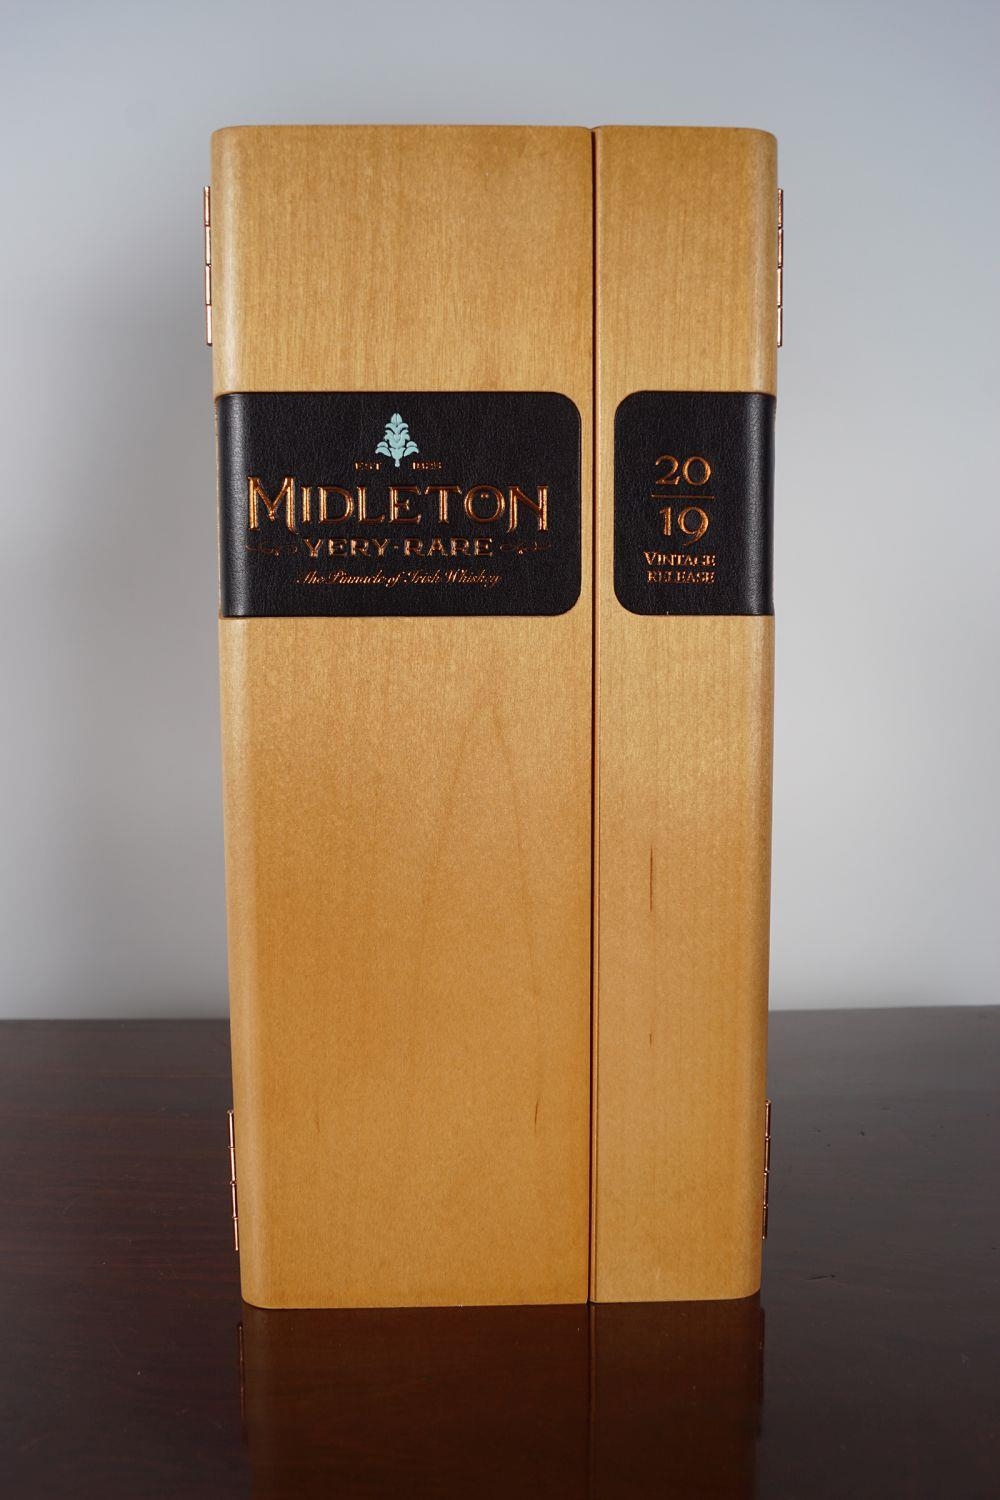 EST 1825
MIDLETON
VERY-RARE
The Pinnacle of Irish Whiskey
20
19
VINTAGE
RELEASE